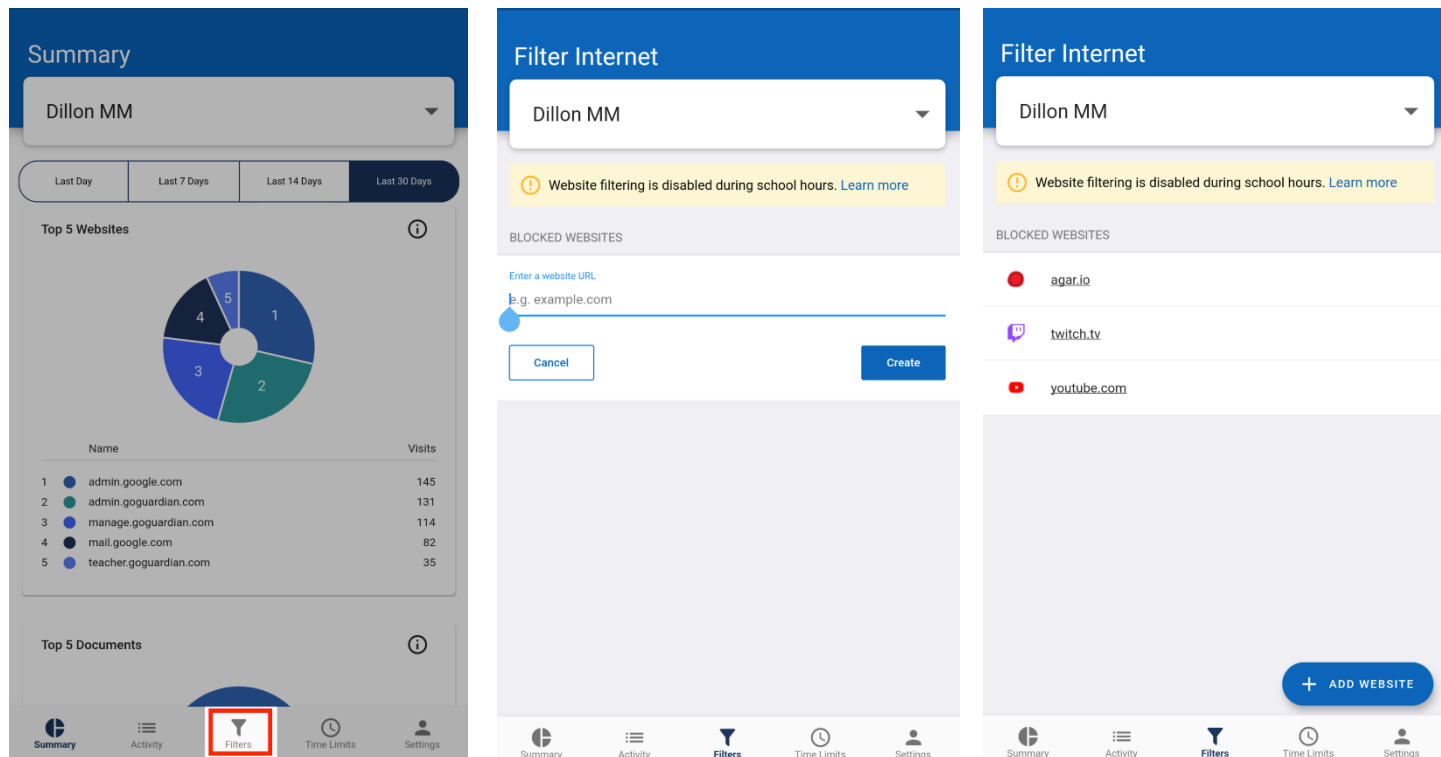 Summary
Dillon MM
Last Day
Last 7 Days
Last 14 Days
Last 30 Days
Top 5 Websites
1
2
3
4
5
Name Visits
1 admin.google.com 145
2 admin.goguardian.com 131
3 manage.goguardian.com 114
4 mail.google.com 82
5 teacher.goguardian.com 35
Top 5 Documents
Summary
Activity
Filters
Time Limits
Settings
Filter Internet
Dillon MM
Website filtering is disabled during school hours. Learn more
BLOCKED WEBSITES
Enter a website URL
e.g. example.com
Cancel
Create
Summary
Activity
Filters
Time Limits
Settings
Filter Internet
Dillon MM
Website filtering is disabled during school hours. Learn more
BLOCKED WEBSITES
agar.io
twitch.tv
youtube.com
+ ADD WEBSITE
Summary
Activity
Filters
Time Limits
Settings